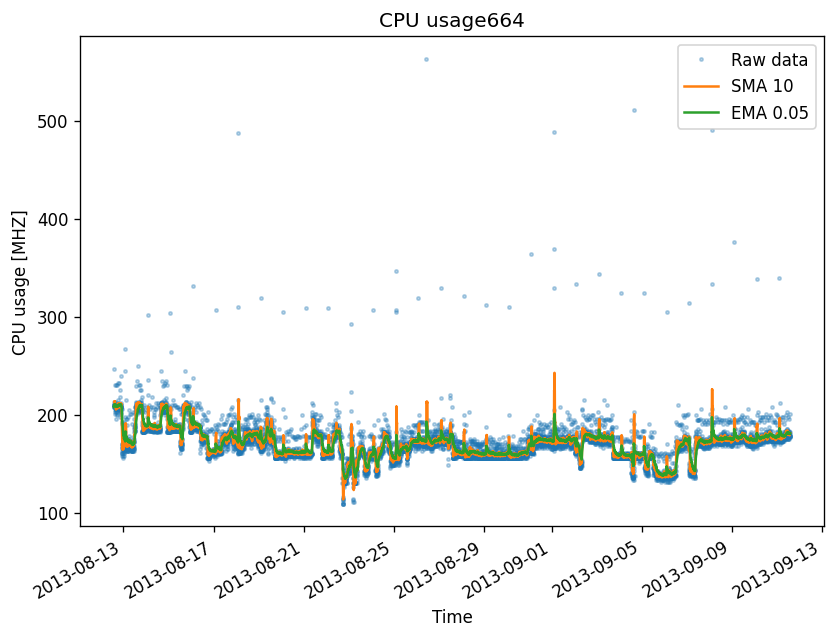 CPU usage664
Raw data
SMA 10
EMA 0.05
CPU usage [MHZ]
500
400
300
200
100
2013-08-13
2013-08-17
2013-08-21
2013-08-25
2013-08-29
2013-09-01
2013-09-05
2013-09-09
2013-09-13
Time